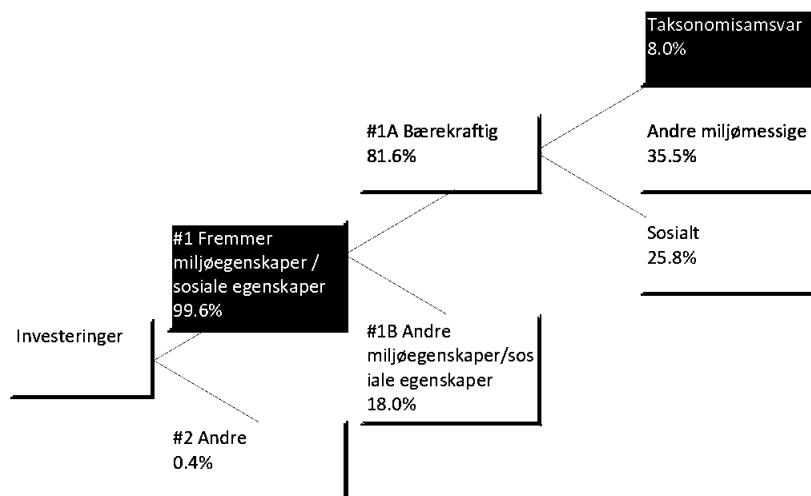 Taksonomisamsvar
8.0%
#1A Bærekraftig
81.6%
Andre miljømessige
35.5%
#1 Fremmer
miljøegenskaper /
sosiale egenskaper
99.6%
Sosialt
25.8%
Investeringer
#1B Andre
miljøegenskaper/sos
iale egenskaper
18.0%
#2 Andre
0.4%